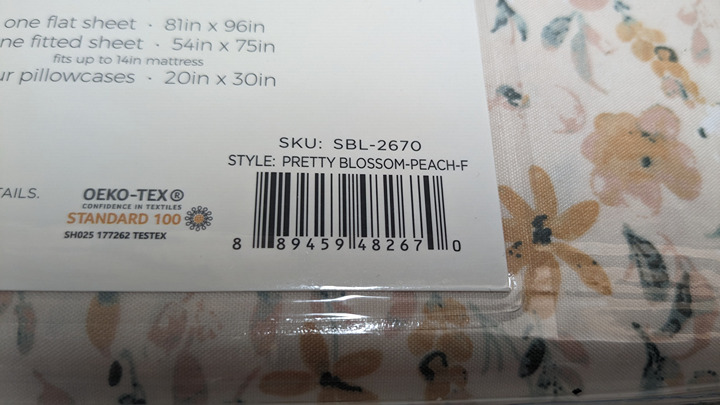 one flat sheet · 81in x 96in
ne fitted sheet · 54in x 75in
fits up to 14in mattress
ur pillowcases · 20in x 30in
SKU: SBL-2670
STYLE: PRETTY BLOSSOM-PEACH-F
TAILS.
OEKO-TEX®
CONFIDENCE IN TEXTILES
STANDARD 100
SH025 177262 TESTEX
8 89459 48267 0